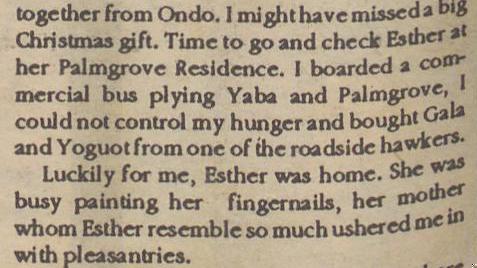 together from Ondo. I might have missed a big
Christmas gift. Time to go and check Esther at
her Palmgrove Residence. I boarded a com-
mercial bus plying Yaba and Palmgrove, I
could not control my hunger and bought Gala
and Yoguot from one of the roadside hawkers.
Luckily for me, Esther was home. She was
busy painting her fingernails, her mother
whom Esther resemble so much ushered me in
with pleasantries.